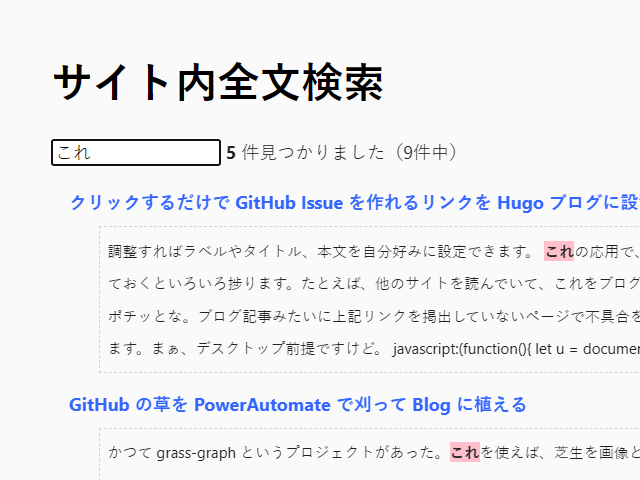 サイト内全文検索
これ 5 件見つかりました（9件中）
クリックするだけで GitHub Issue を作れるリンクを Hugo ブログに設
調整すればラベルやタイトル、本文を自分好みに設定できます。 これの応用で、
ておくといろいろ捗ります。たとえば、他のサイトを読んでいて、これをブログ
ポチッとな。ブログ記事みたいに上記リンクを掲出していないページで不具合を
ます。まぁ、デスクトップ前提ですけど。 javascript:(function(){ let u = documen
GitHub の草を PowerAutomate で刈って Blog に植える
かつて grass-graph というプロジェクトがあった。これを使えば、芝生を画像と